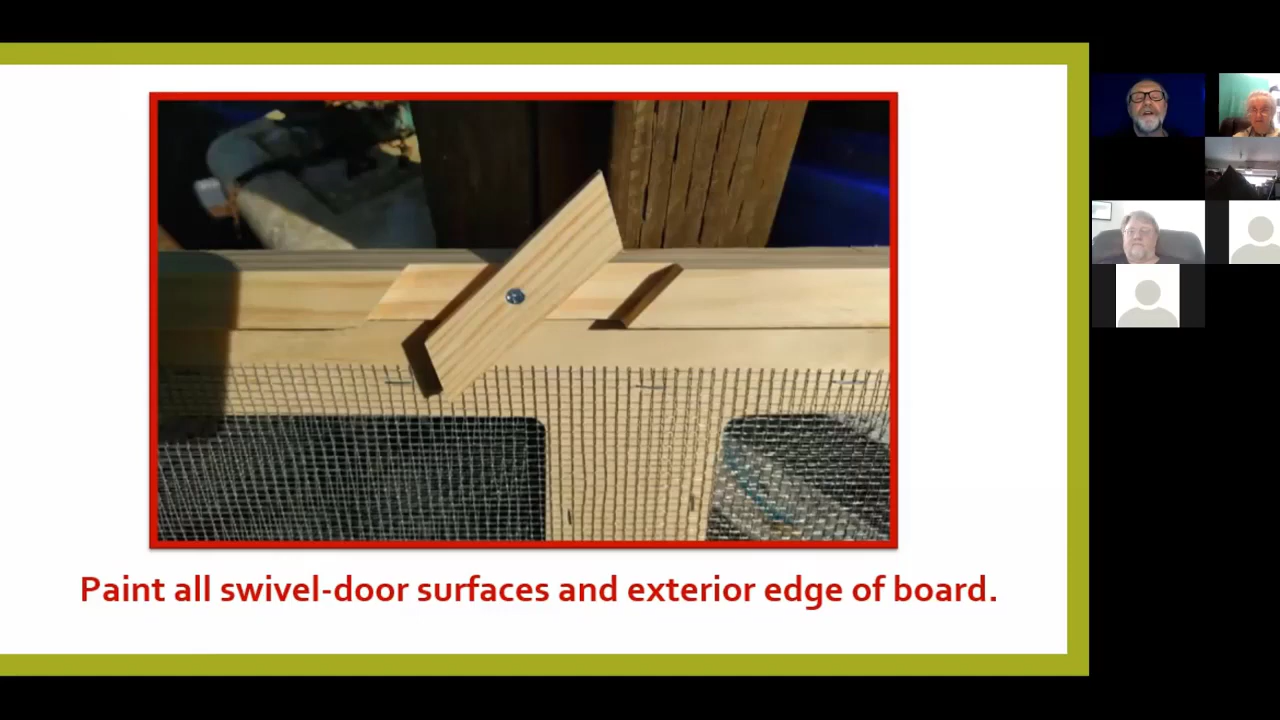 Paint all swivel-door surfaces and exterior edge of board.